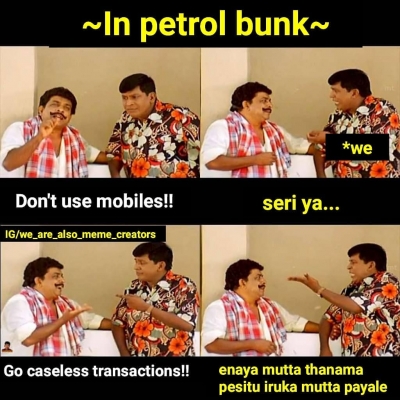 ~In petrol bunk~
*we
Don't use mobiles!!
seri ya...
IG/we_are_also_meme_creators
Go caseless transactions!!
enaya mutta thanama
pesitu iruka mutta payale